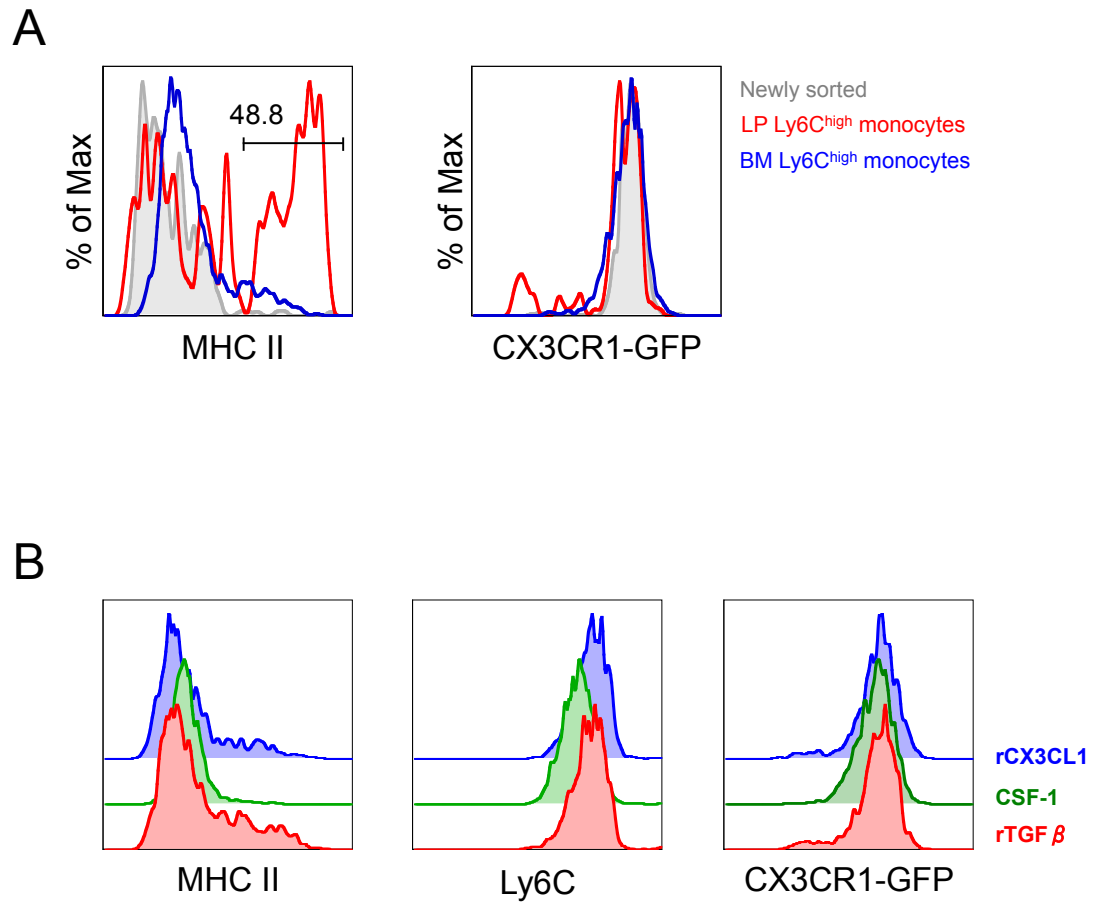 A
48.8
% of Max
MHC II
% of Max
CX3CR1-GFP
Newly sorted
LP Ly6Chigh monocytes
BM Ly6Chigh monocytes
B
MHC II
Ly6C
CX3CR1-GFP
rCX3CL1
CSF-1
rTGFβ